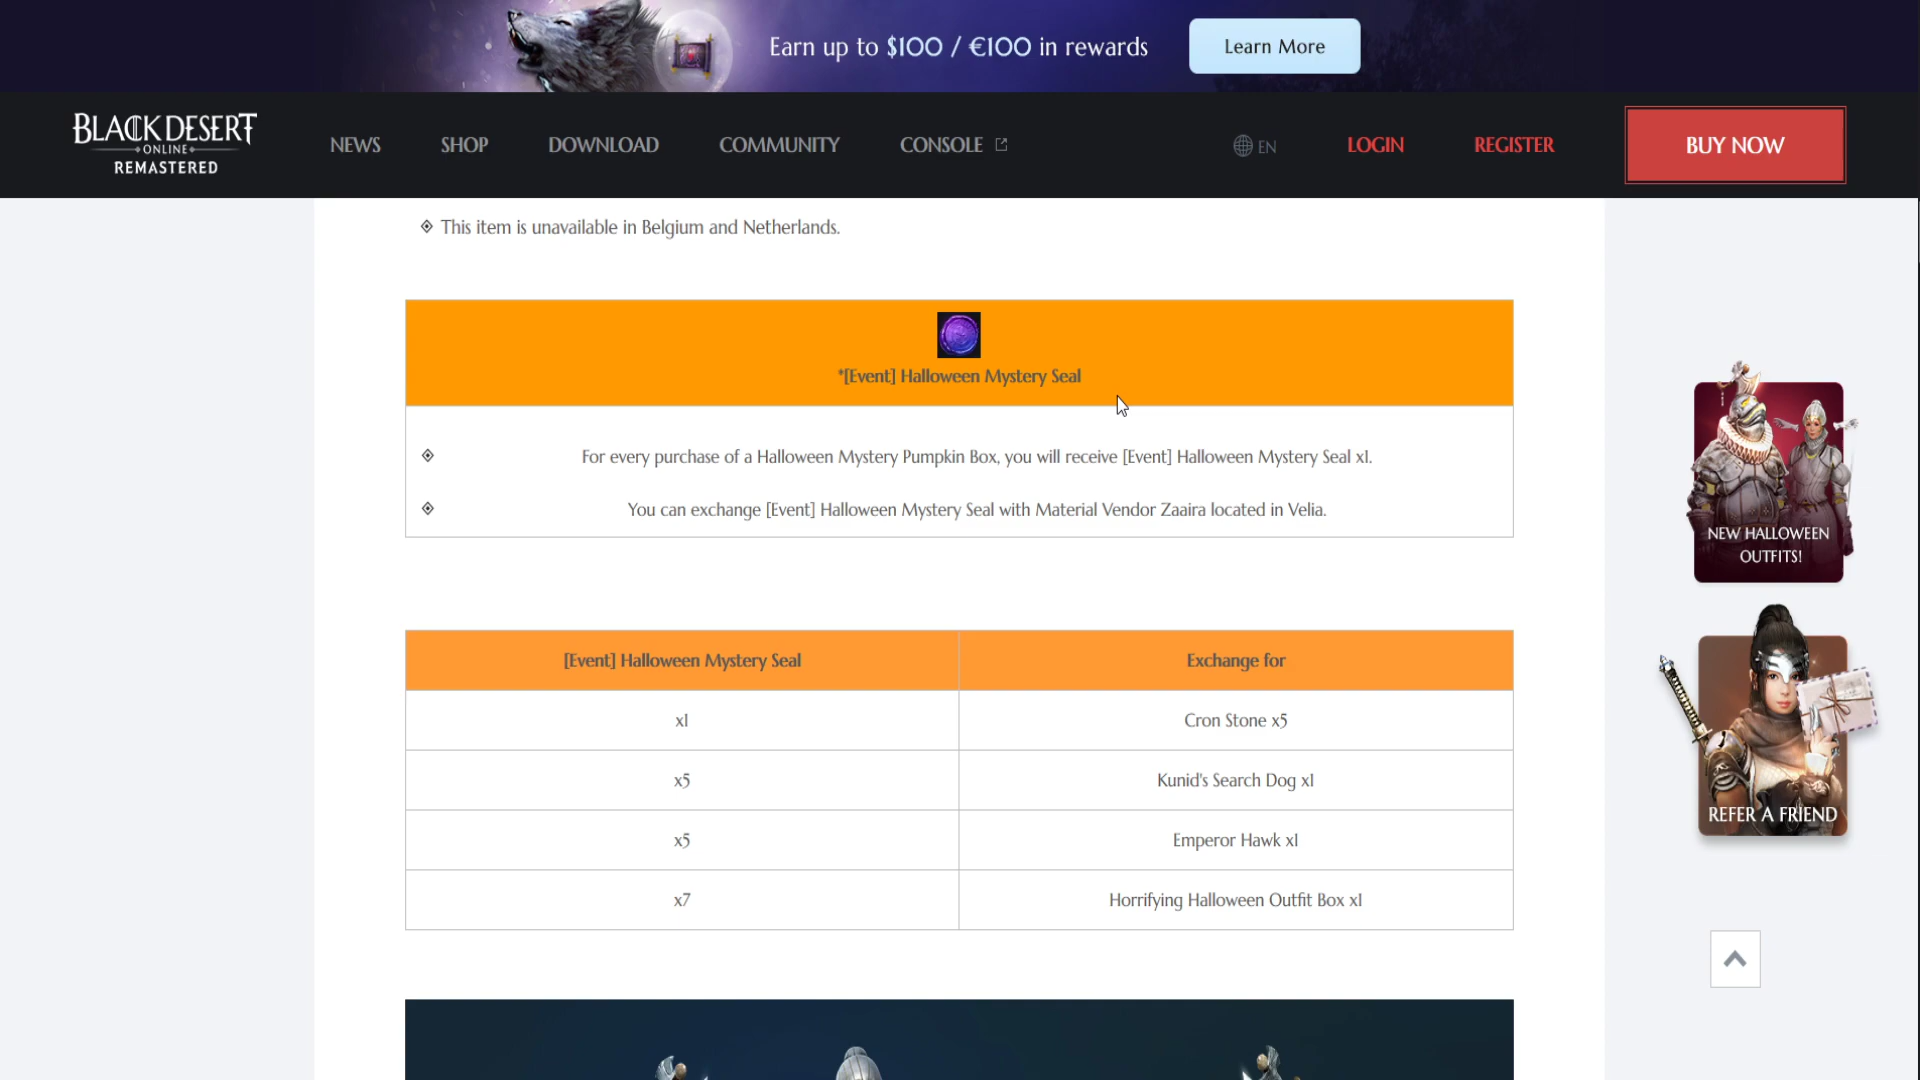 Earn up to $100 / €100 in rewards
Learn More
BLACK DESERT
ONLINE
REMASTERED
NEWS
SHOP
DOWNLOAD
COMMUNITY
CONSOLE
EN
LOGIN
REGISTER
BUY NOW
This item is unavailable in Belgium and Netherlands.
*[Event] Halloween Mystery Seal
For every purchase of a Halloween Mystery Pumpkin Box, you will receive [Event] Halloween Mystery Seal x1.
You can exchange [Event] Halloween Mystery Seal with Material Vendor Zaaira located in Velia.
[Event] Halloween Mystery Seal
Exchange for
x1
Cron Stone x5
x5
Kunid's Search Dog x1
x5
Emperor Hawk x1
x7
Horrifying Halloween Outfit Box x1
NEW HALLOWEEN
OUTFITS!
REFER A FRIEND